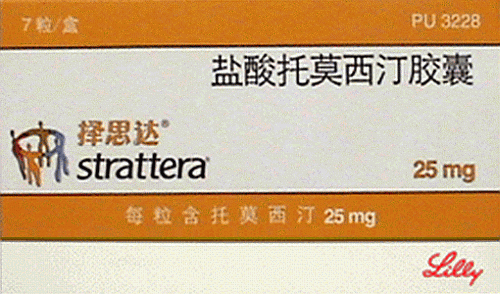 7粒/盒
PU 3228
盐酸托莫西汀胶囊
择思达®
strattera®
25 mg
每粒含托莫西汀 25 mg
Lilly